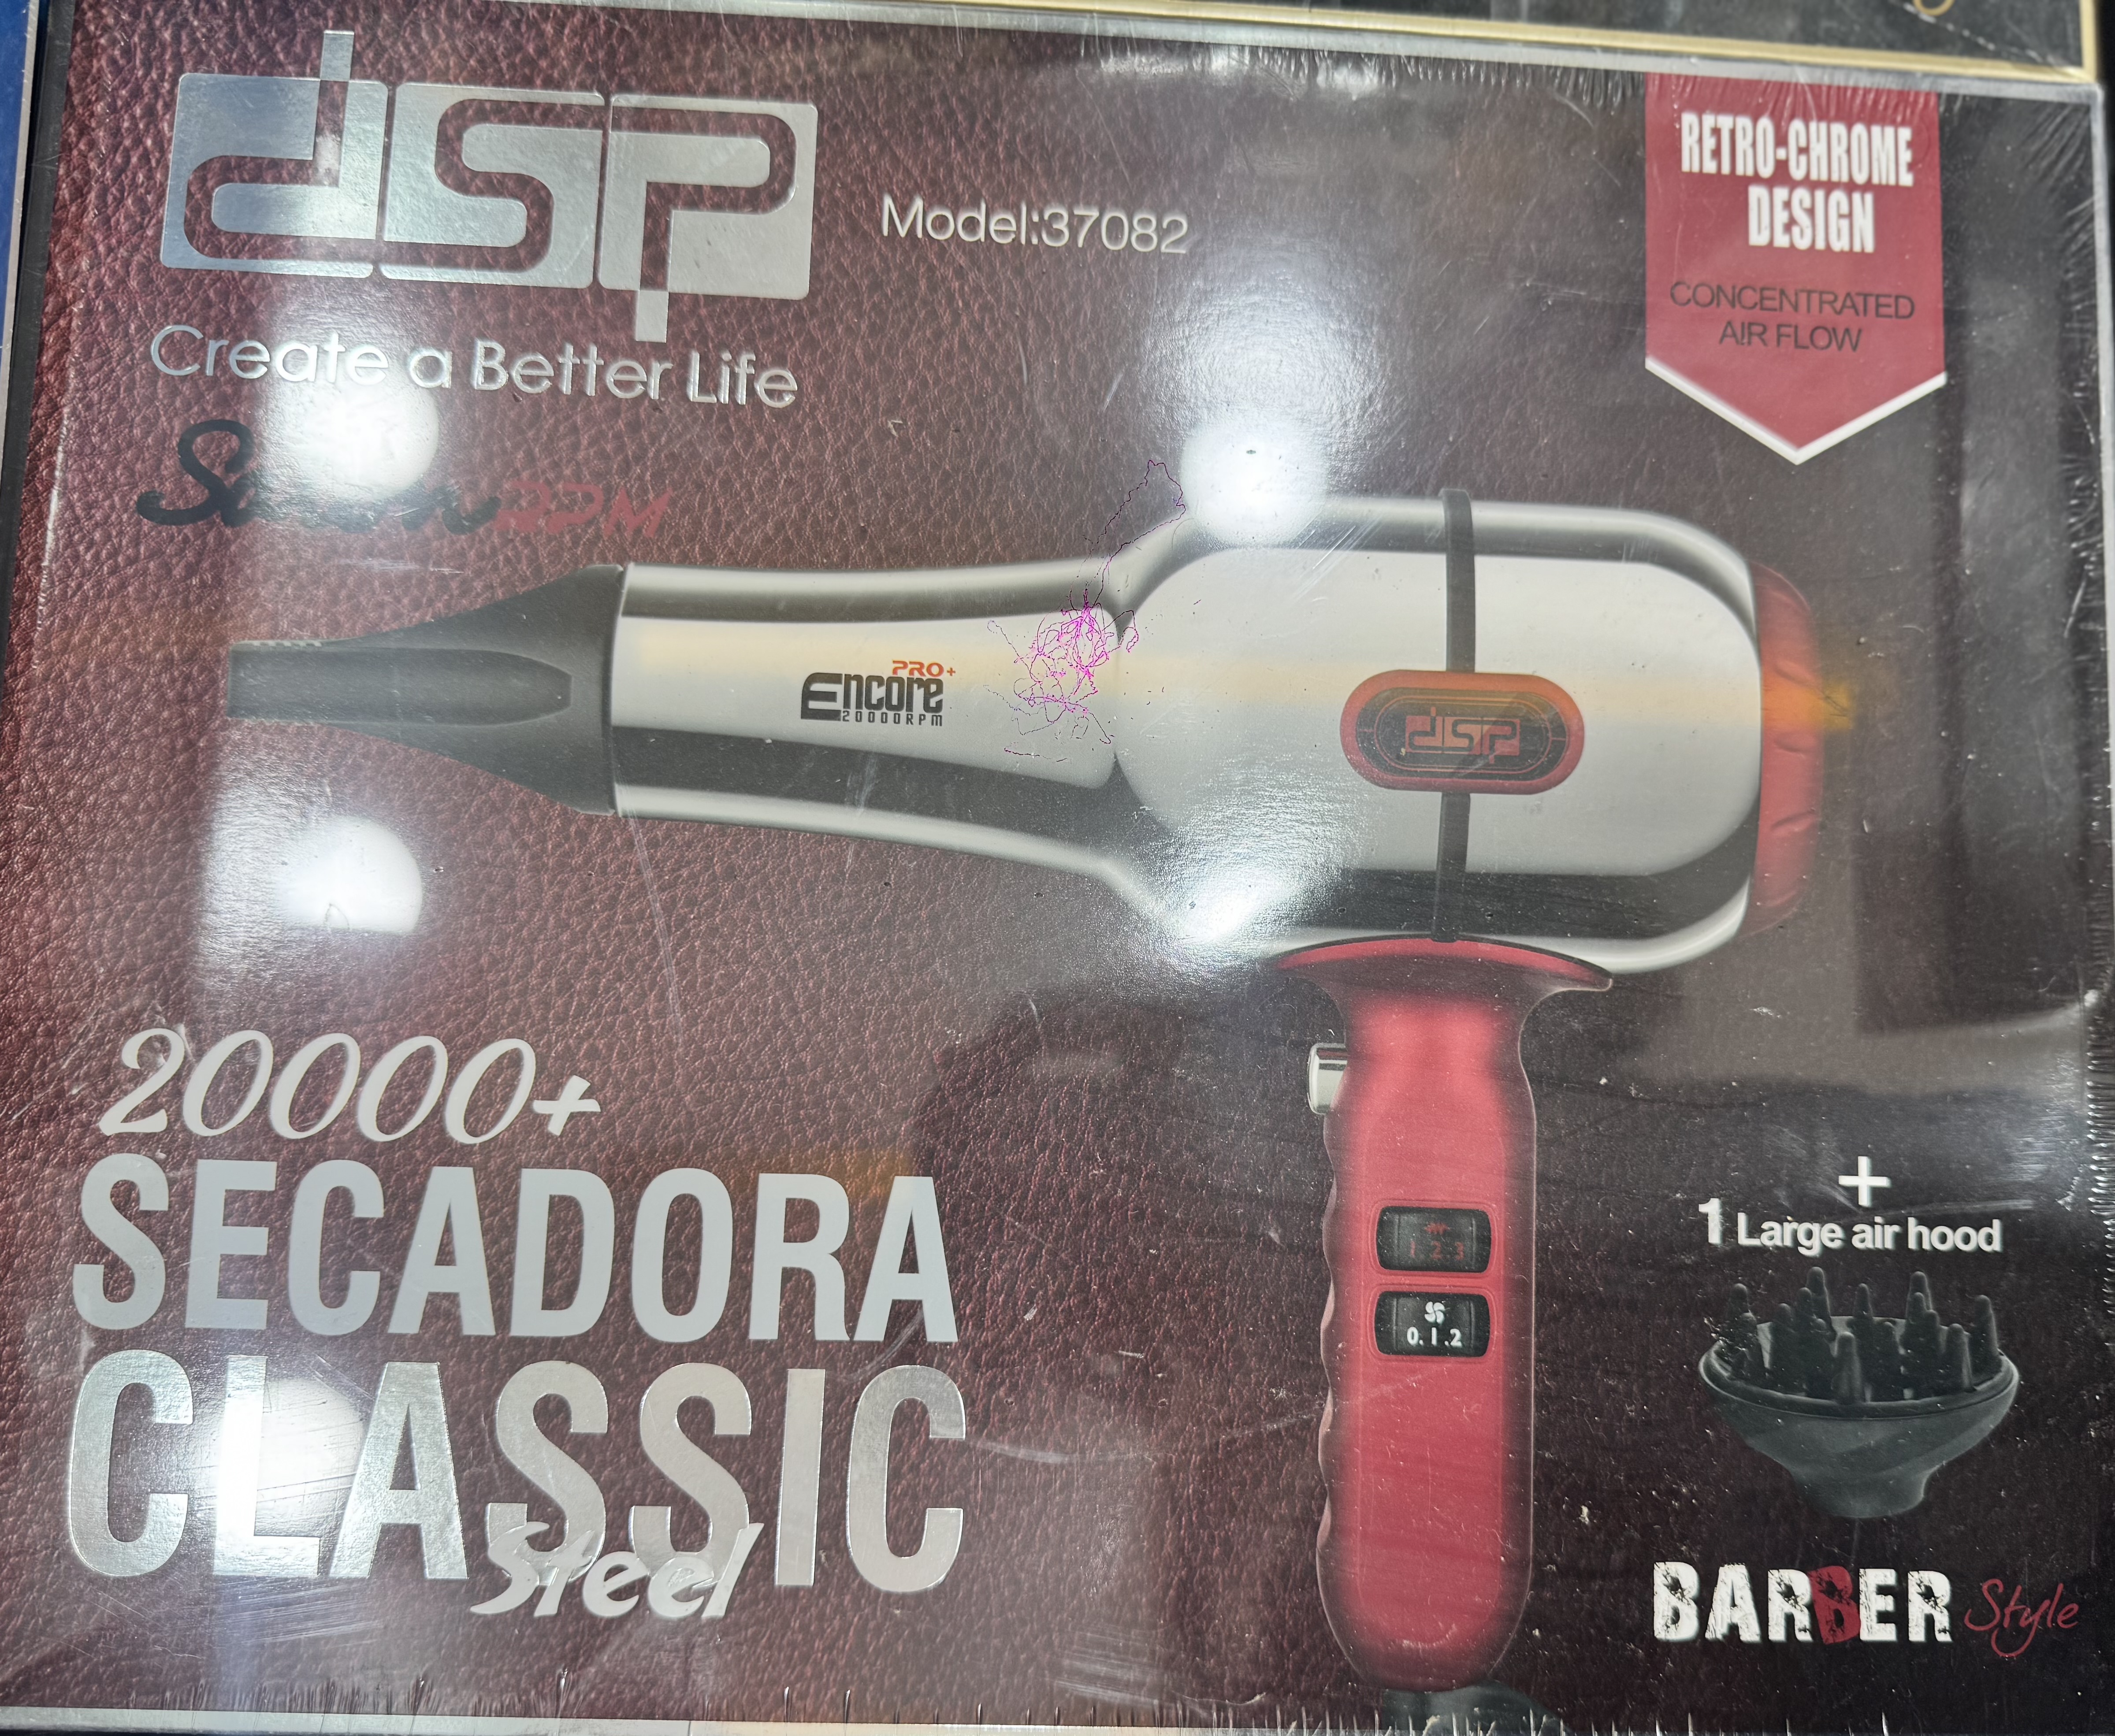 dsp
Model:37082
Create a Better Life
RPM
RETRO-CHROME
DESIGN
CONCENTRATED
AIR FLOW
PRO+
Encore
20000RPM
dsp
20000+
SECADORA
CLASSIC
Steel
1 2 3
0.1.2
+
1 Large air hood
BARBER Style